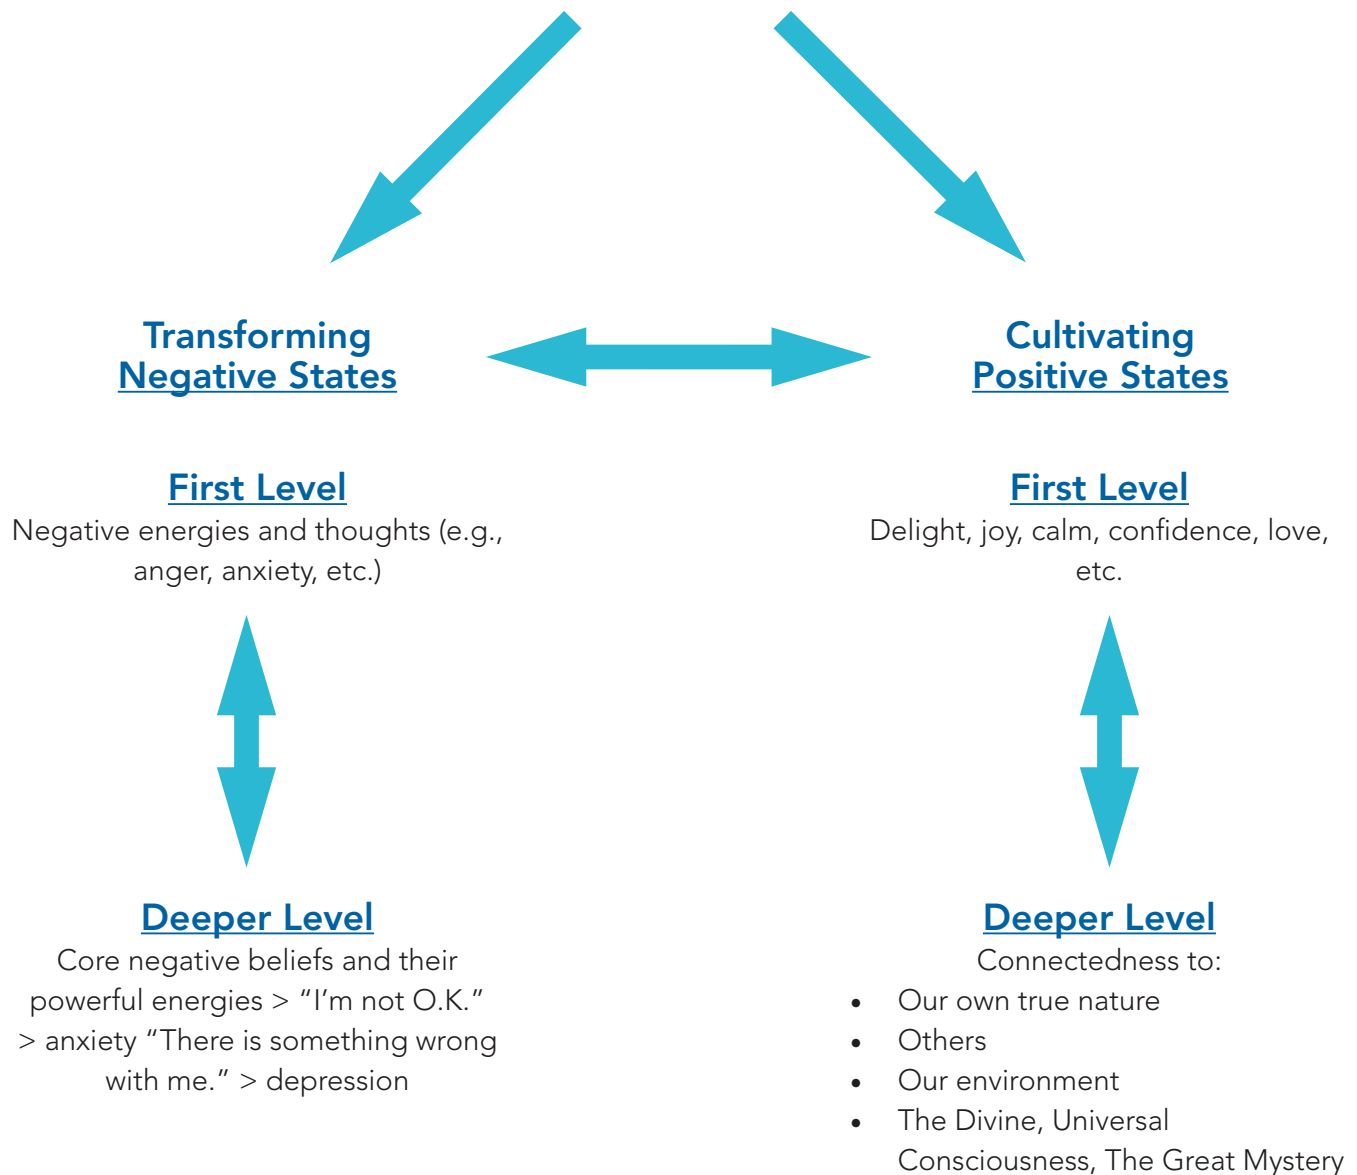 Transforming
Negative States
First Level
Negative energies and thoughts (e.g.,
anger, anxiety, etc.)
Deeper Level
Core negative beliefs and their
powerful energies > “I’m not O.K.”
> anxiety “There is something wrong
with me.” > depression
Cultivating
Positive States
First Level
Delight, joy, calm, confidence, love,
etc.
Deeper Level
Connectedness to:
• Our own true nature
• Others
• Our environment
• The Divine, Universal
Consciousness, The Great Mystery